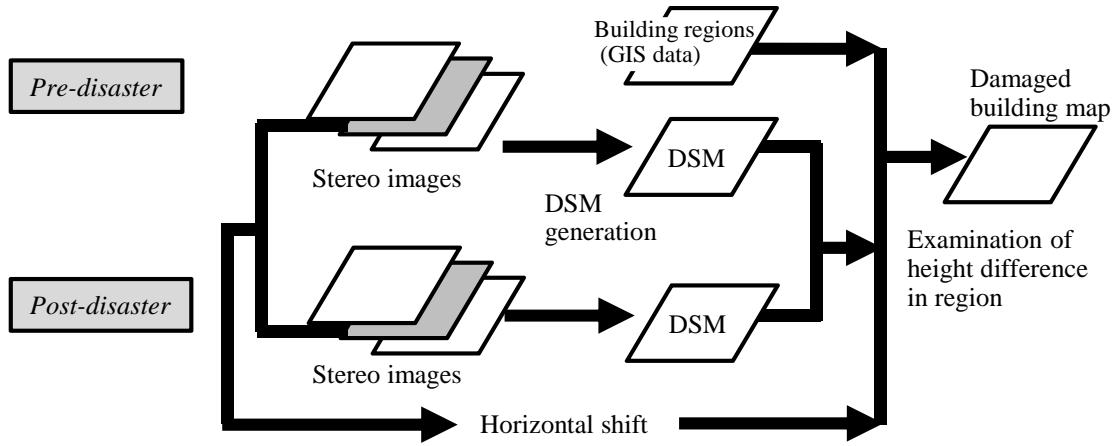 Building regions
(GIS data)
Pre-disaster
Damaged
building map
DSM
Stereo images
DSM
generation
Examination of
height difference
in region
Post-disaster
DSM
Stereo images
Horizontal shift